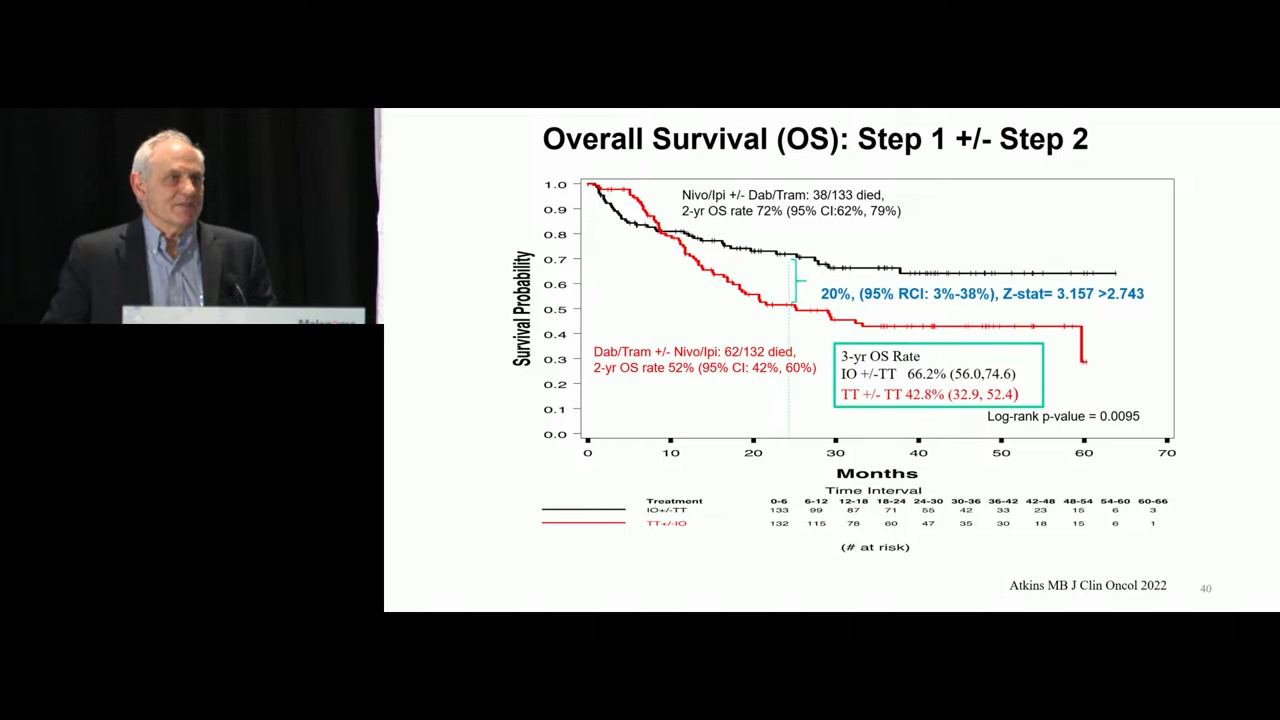 Overall Survival (OS): Step 1 +/- Step 2
Nivo/Ipi +/- Dab/Tram: 38/133 died,
2-yr OS rate 72% (95% CI:62%, 79%)
20%, (95% RCI: 3%-38%), Z-stat= 3.157 >2.743
Dab/Tram +/- Nivo/Ipi: 62/132 died,
2-yr OS rate 52% (95% CI: 42%, 60%)
3-yr OS Rate
IO +/-TT 66.2% (56.0,74.6)
TT +/- TT 42.8% (32.9, 52.4)
Log-rank p-value = 0.0095
Survival Probability
1.0
0.9
0.8
0.7
0.6
0.5
0.4
0.3
0.2
0.1
0.0
0 10 20 30 40 50 60 70
Months
Time Interval
Treatment 0-6 6-12 12-18 18-24 24-30 30-36 36-42 42-48 48-54 54-60 60-66
IO+/-TT 133 99 87 71 55 42 33 23 15 6 3
TT+/-IO 132 115 78 60 47 35 30 18 15 6 1
(# at risk)
Atkins MB J Clin Oncol 2022
40